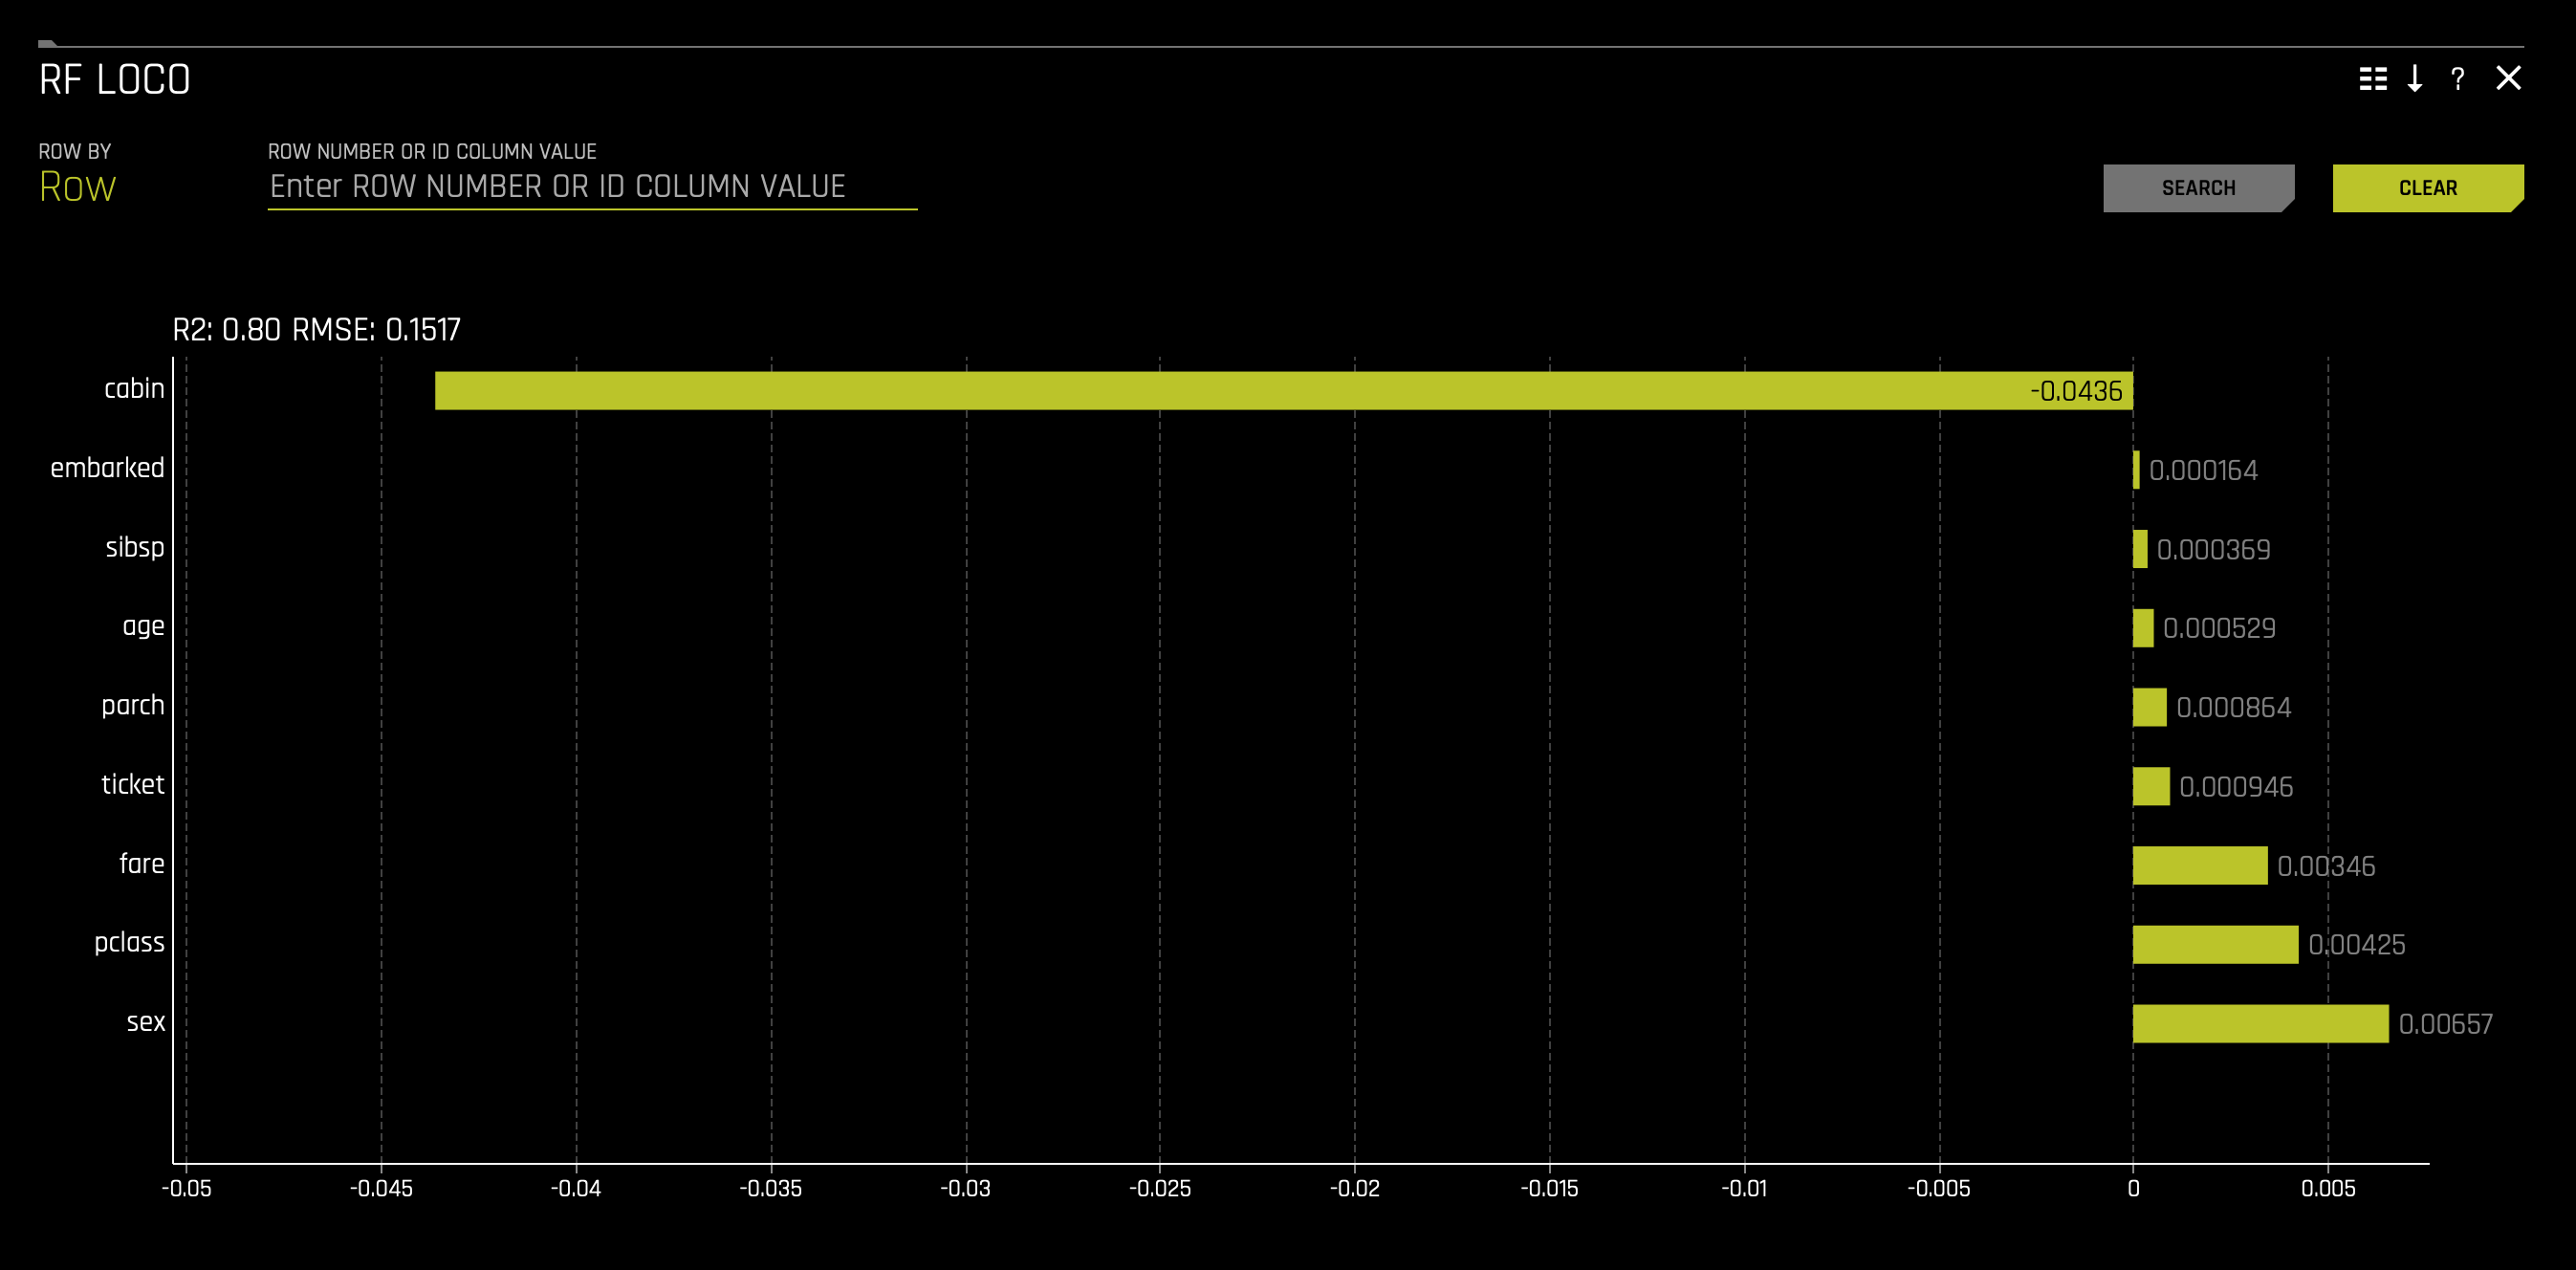 RF LOCO
?
ROW BY
Row
ROW NUMBER OR ID COLUMN VALUE
Enter ROW NUMBER OR ID COLUMN VALUE
SEARCH
CLEAR
R2: 0.80 RMSE: 0.1517
cabin -0.0436
embarked 0.000164
sibsp 0.000369
age 0.000529
parch 0.000864
ticket 0.000946
fare 0.00346
pclass 0.00425
sex 0.00657
-0.05 -0.045 -0.04 -0.035 -0.03 -0.025 -0.02 -0.015 -0.01 -0.005 0 0.005